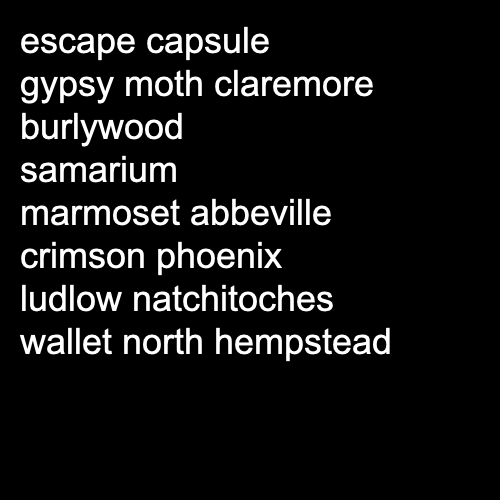 escape capsule
gypsy moth claremore
burlywood
samarium
marmoset abbeville
crimson phoenix
ludlow natchitoches
wallet north hempstead